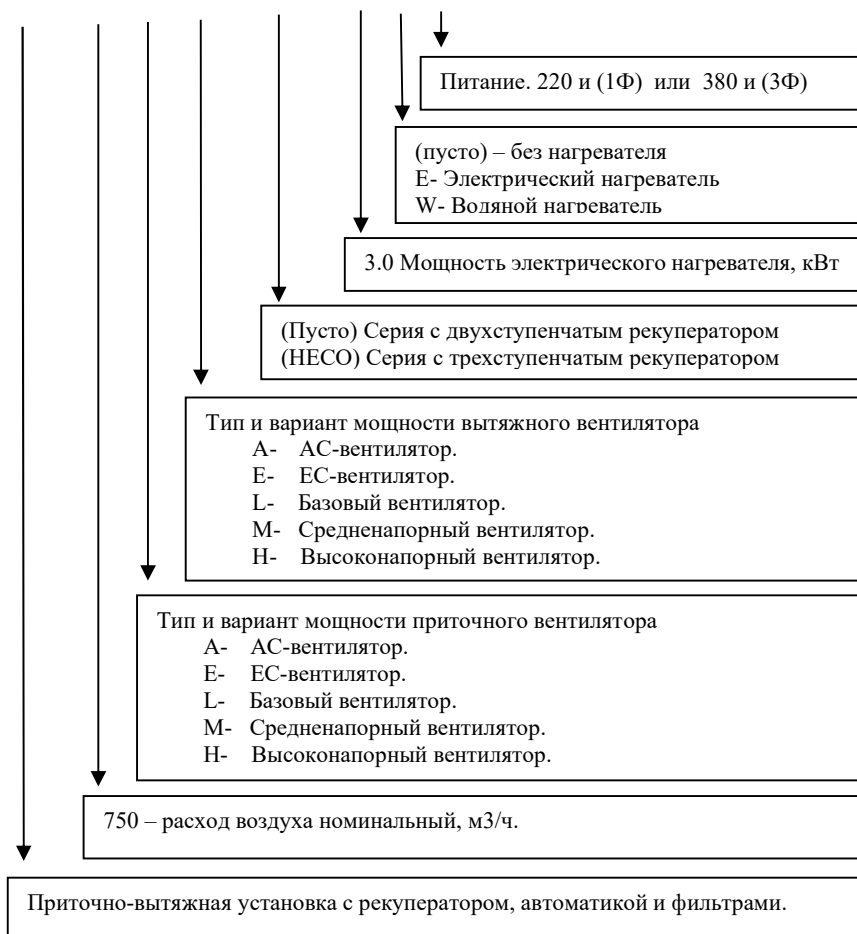 Питание. 220 и (1Ф) или 380 и (3Ф)
(пусто) – без нагревателя
E- Электрический нагреватель
W- Водяной нагреватель
3.0 Мощность электрического нагревателя, кВт
(Пусто) Серия с двухступенчатым рекуператором
(HECO) Серия с трехступенчатым рекуператором
Тип и вариант мощности вытяжного вентилятора
A- АС-вентилятор.
E- ЕС-вентилятор.
L- Базовый вентилятор.
M- Средненапорный вентилятор.
H- Высоконапорный вентилятор.
Тип и вариант мощности приточного вентилятора
A- АС-вентилятор.
E- ЕС-вентилятор.
L- Базовый вентилятор.
M- Средненапорный вентилятор.
H- Высоконапорный вентилятор.
750 – расход воздуха номинальный, м3/ч.
Приточно-вытяжная установка с рекуператором, автоматикой и фильтрами.